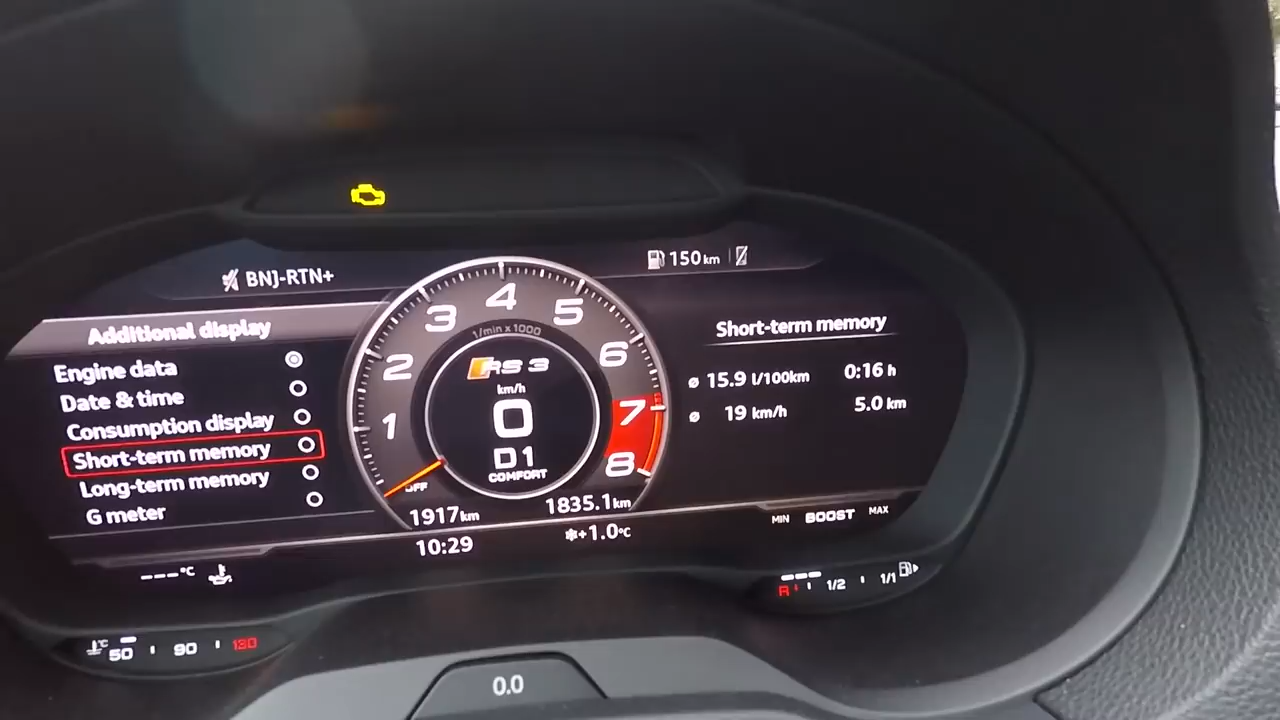 BNJ-RTN+
150 km
Additional display
Engine data
Date & time
Consumption display
Short-term memory
Long-term memory
G meter
1 2 3 4 5 6 7 8
1/min x 1000
RS 3
km/h
0
D1
COMFORT
OFF
1917 km
1835.1 km
10:29
+1.0°C
Short-term memory
ø 15.9 l/100km 0:16 h
ø 19 km/h 5.0 km
MIN BOOST MAX
---°C
°C 50 90 130
R 1/2 1/1
0.0